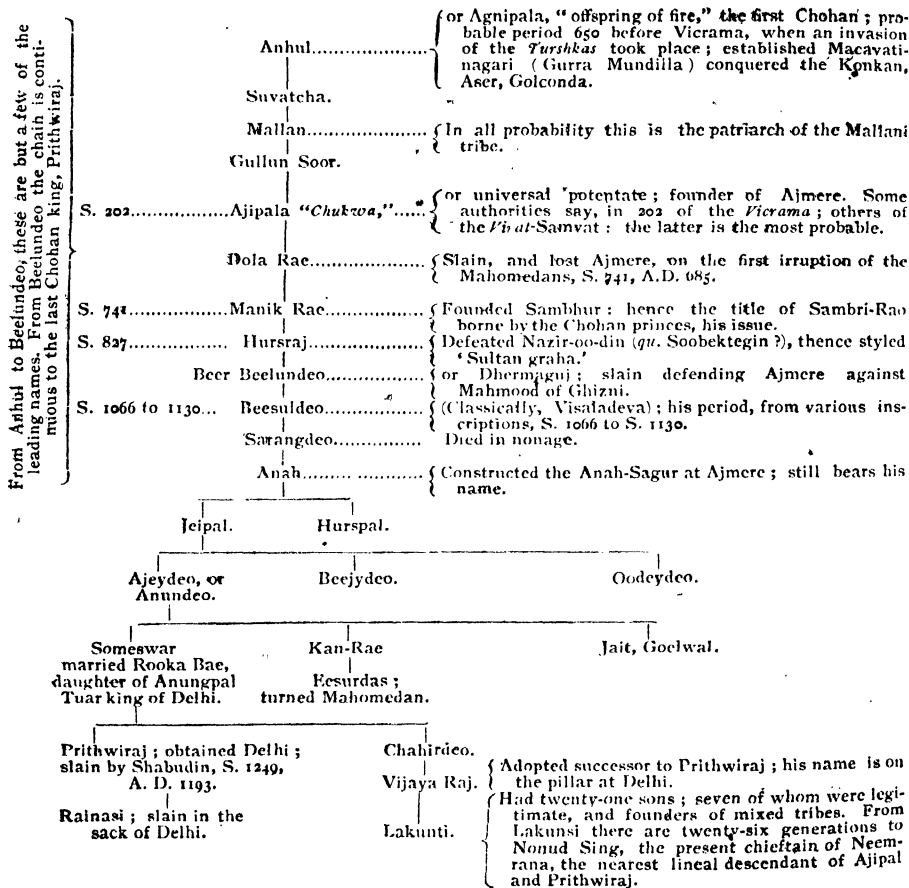 From Anhul to Beelundeo, these are but a few of the
leading names. From Beelundeo the chain is conti-
nuous to the last Chohan king, Prithwiraj.
Anhul.................. or Agnipala, “offspring of fire,” the first Chohan ; pro-
bable period 650 before Vicrama, when an invasion
of the Turshkas took place ; established Macavati-
nagari ( Gurra Mundilla ) conquered the Konkan,
Aser, Golconda.
Suvatcha.
Mallan.................. In all probability this is the patriarch of the Mallani
tribe.
Gullun Soor.
S. 202............... Ajipala “Chukwa,”...... or universal potentate ; founder of Ajmere. Some
authorities say, in 202 of the Vicrama ; others of
the Virat-Samvat : the latter is the most probable.
Dola Rae.................. Slain, and lost Ajmere, on the first irruption of the
Mahomedans, S. 741, A.D. 685.
S. 741............... Manik Rae............... Founded Sambhur : hence the title of Sambri-Rao
borne by the Chohan princes, his issue.
S. 827............... Hursraj.................. Defeated Nazir-oo-din (qu. Soobektegin ?), thence styled
‘Sultan graha.’
Beer Beelundeo............... or Dhermaguj ; slain defending Ajmere against
Mahmood of Ghizni.
S. 1066 to 1130... Beesuldeo............... (Classically, Visaladeva) ; his period, from various ins-
criptions, S. 1066 to S. 1130.
Sarangdeo............... Died in nonage.
Anah......... ............ Constructed the Anah-Sagur at Ajmere ; still bears his
name.
Jeipal. Hurspal.
Ajeydeo, or Beejydeo. Oodeydeo.
Anundeo.
Someswar Kan-Rae Jait, Goelwal.
married Rooka Bae,
daughter of Anungpal Eesurdas ;
Tuar king of Delhi. turned Mahomedan.
Prithwiraj ; obtained Delhi ; Chahirdeo.
slain by Shabudin, S. 1249,
A. D. 1193. Vijaya Raj. Adopted successor to Prithwiraj ; his name is on
the pillar at Delhi.
Rainasi ; slain in the
sack of Delhi. Lakunti. Had twenty-one sons ; seven of whom were legi-
timate, and founders of mixed tribes. From
Lakunsi there are twenty-six generations to
Nonud Sing, the present chieftain of Neem-
rana, the nearest lineal descendant of Ajipal
and Prithwiraj.